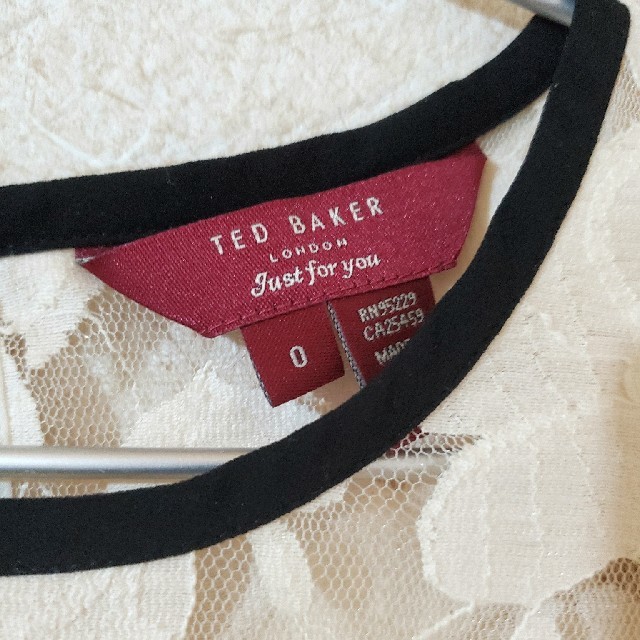 TED BAKER
LONDON
Just for you
0
RN95229
CA25459